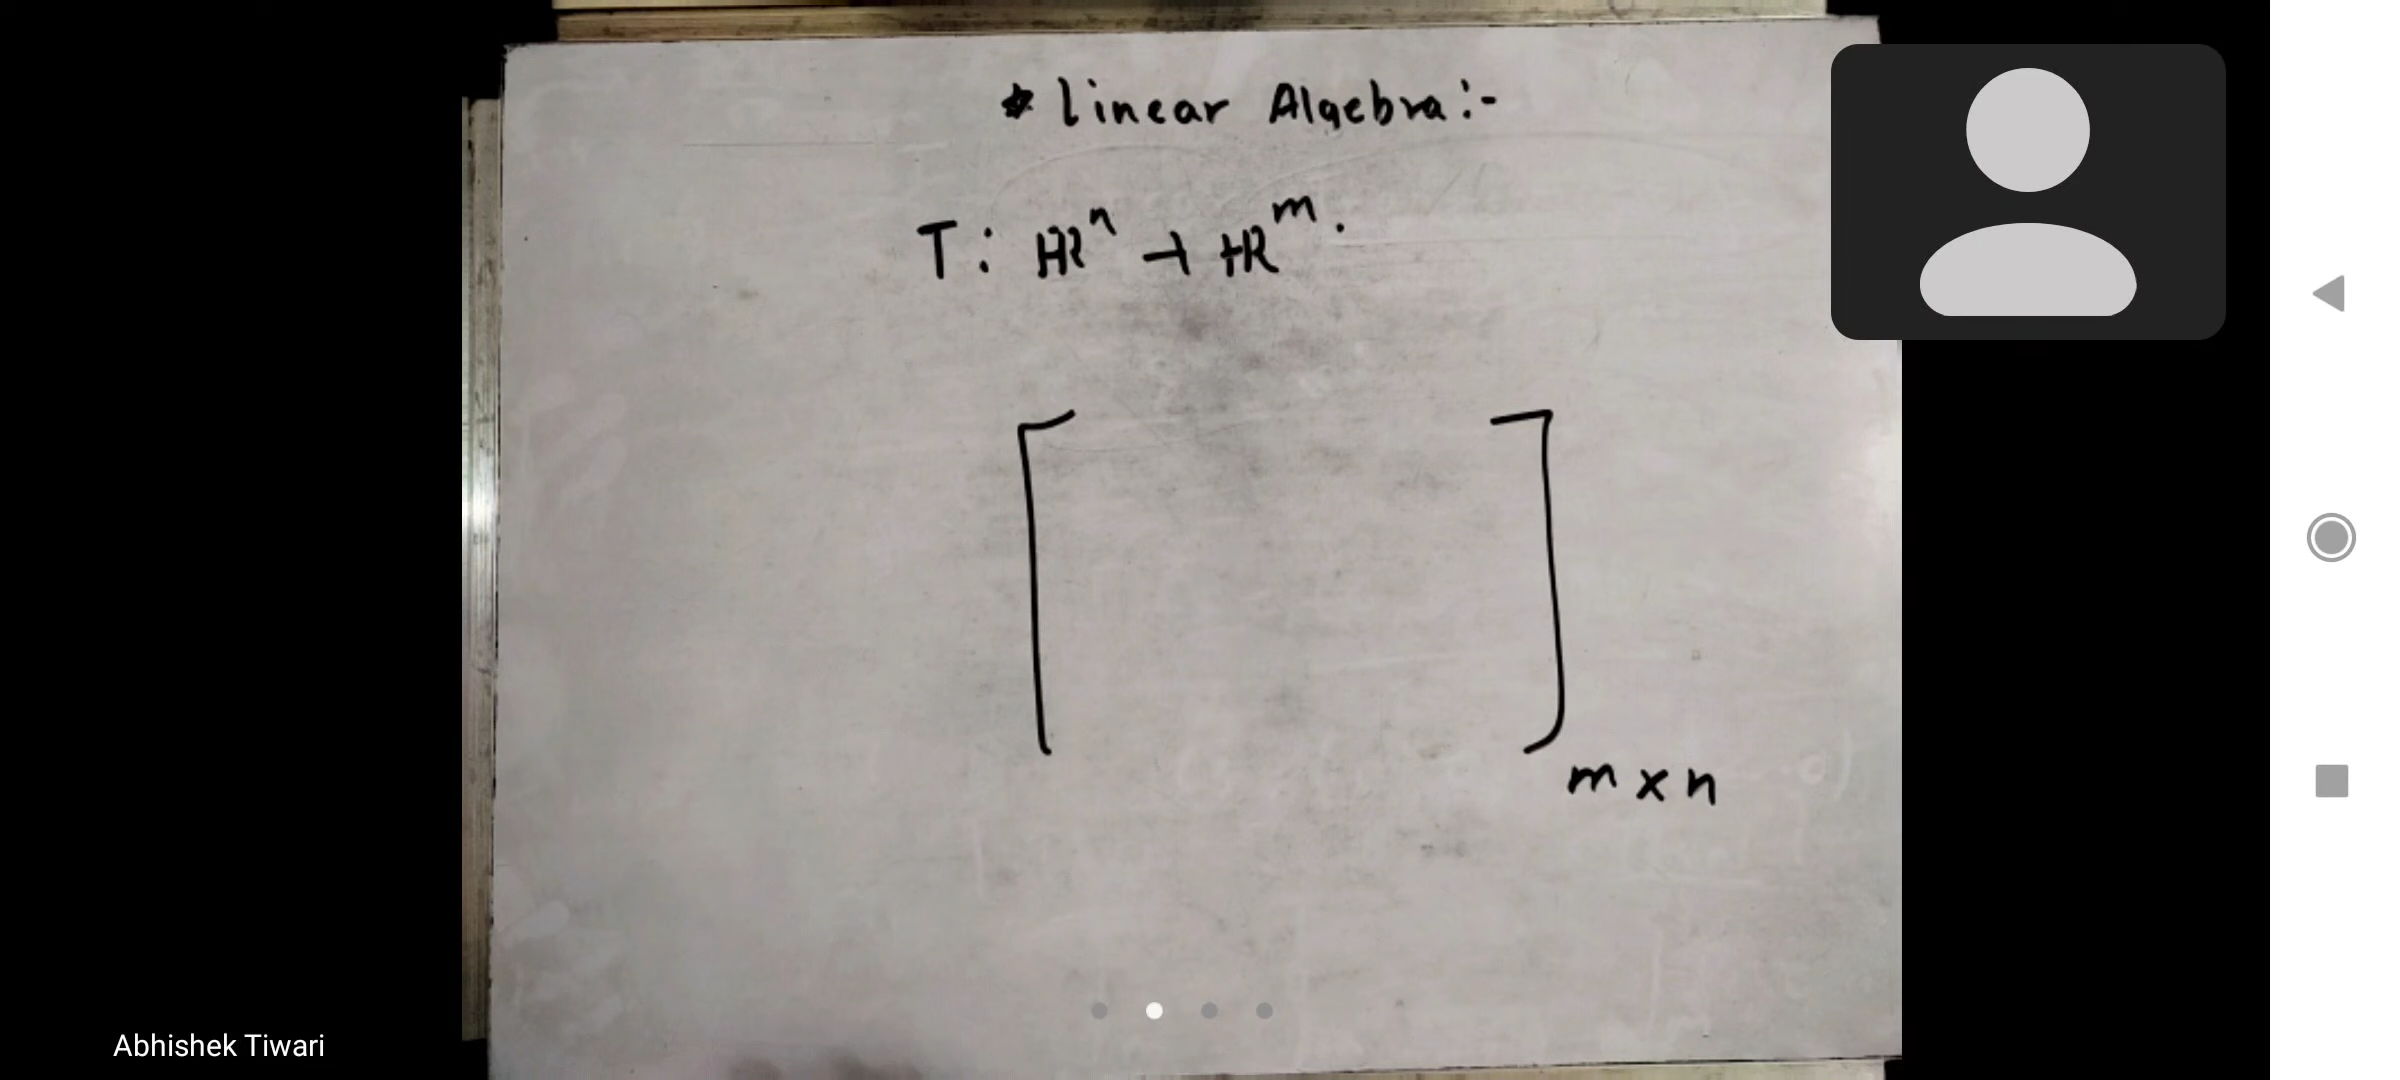 * Linear Algebra:-
T: ℝⁿ → ℝᵐ.
[ ] m×n
Abhishek Tiwari